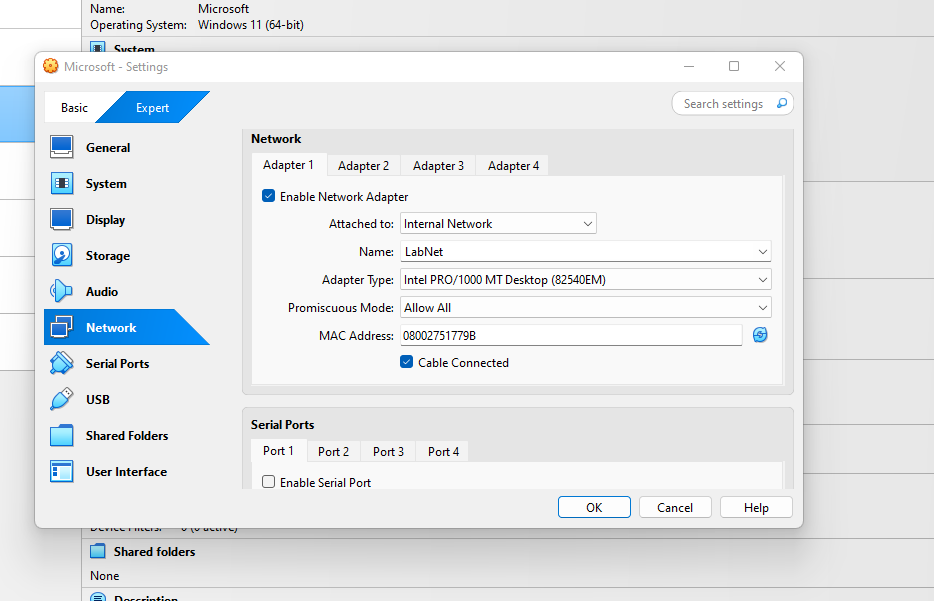 Name: Microsoft
Operating System: Windows 11 (64-bit)
System
Microsoft - Settings
Basic Expert
Search settings
General
System
Display
Storage
Audio
Network
Serial Ports
USB
Shared Folders
User Interface
Network
Adapter 1 Adapter 2 Adapter 3 Adapter 4
Enable Network Adapter
Attached to: Internal Network
Name: LabNet
Adapter Type: Intel PRO/1000 MT Desktop (82540EM)
Promiscuous Mode: Allow All
MAC Address: 08002751779B
Cable Connected
Serial Ports
Port 1 Port 2 Port 3 Port 4
Enable Serial Port
OK Cancel Help
Device Filters: 0 (0 active)
Shared folders
None
Description